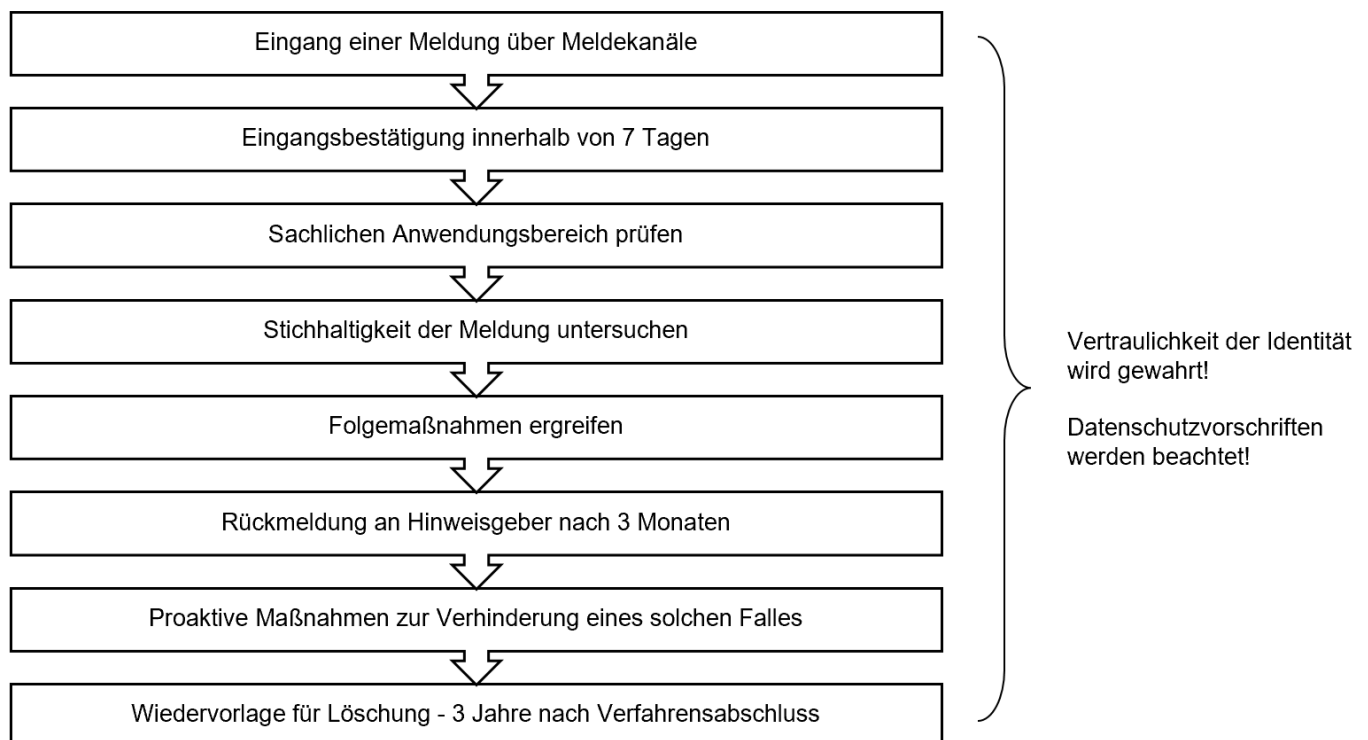 Eingang einer Meldung über Meldekanäle
Eingangsbestätigung innerhalb von 7 Tagen
Sachlichen Anwendungsbereich prüfen
Stichhaltigkeit der Meldung untersuchen
Folgemaßnahmen ergreifen
Rückmeldung an Hinweisgeber nach 3 Monaten
Proaktive Maßnahmen zur Verhinderung eines solchen Falles
Wiedervorlage für Löschung - 3 Jahre nach Verfahrensabschluss
Vertraulichkeit der Identität
wird gewahrt!
Datenschutzvorschriften
werden beachtet!